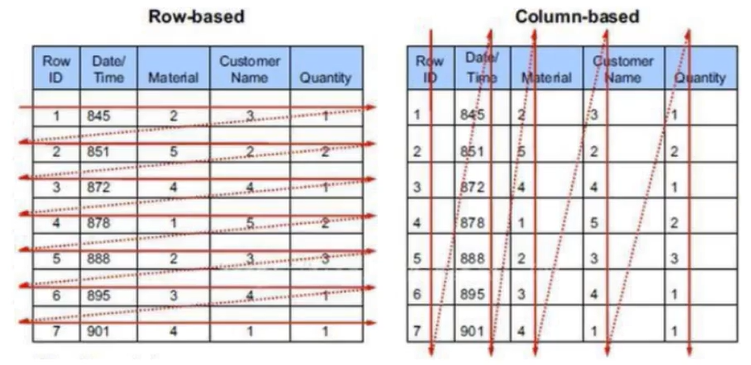 Row-based
Row ID Date/ Time Material Customer Name Quantity
1 845 2 3 1
2 851 5 2 2
3 872 4 4 1
4 878 1 5 2
5 888 2 3 3
6 895 3 4 1
7 901 4 1 1
Column-based
Row ID Date/ Time Material Customer Name Quantity
1 845 2 3 1
2 851 5 2 2
3 872 4 4 1
4 878 1 5 2
5 888 2 3 3
6 895 3 4 1
7 901 4 1 1